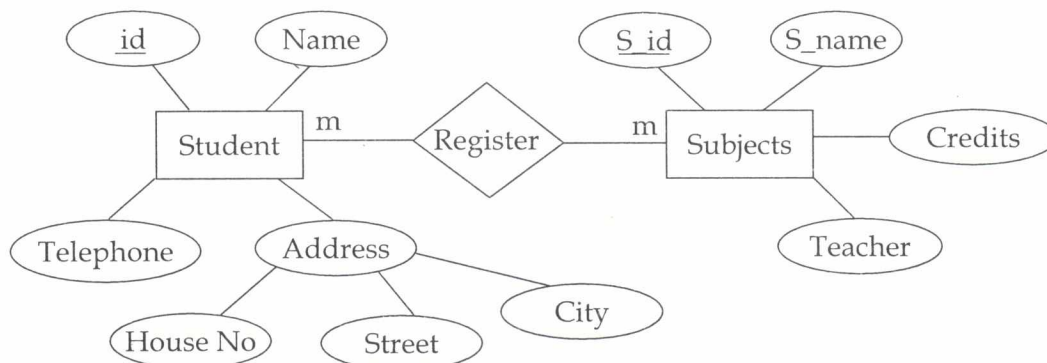 id
Name
S_id
S_name
Student
m
Register
m
Subjects
Credits
Telephone
Address
Teacher
House No
Street
City